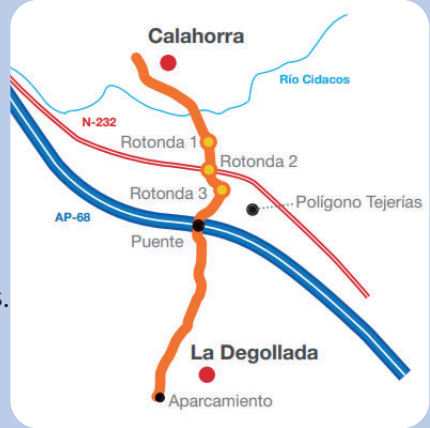 Calahorra
Río Cidacos
N-232
Rotonda 1
Rotonda 2
Rotonda 3
Polígono Tejerías
AP-68
Puente
s.
La Degollada
Aparcamiento